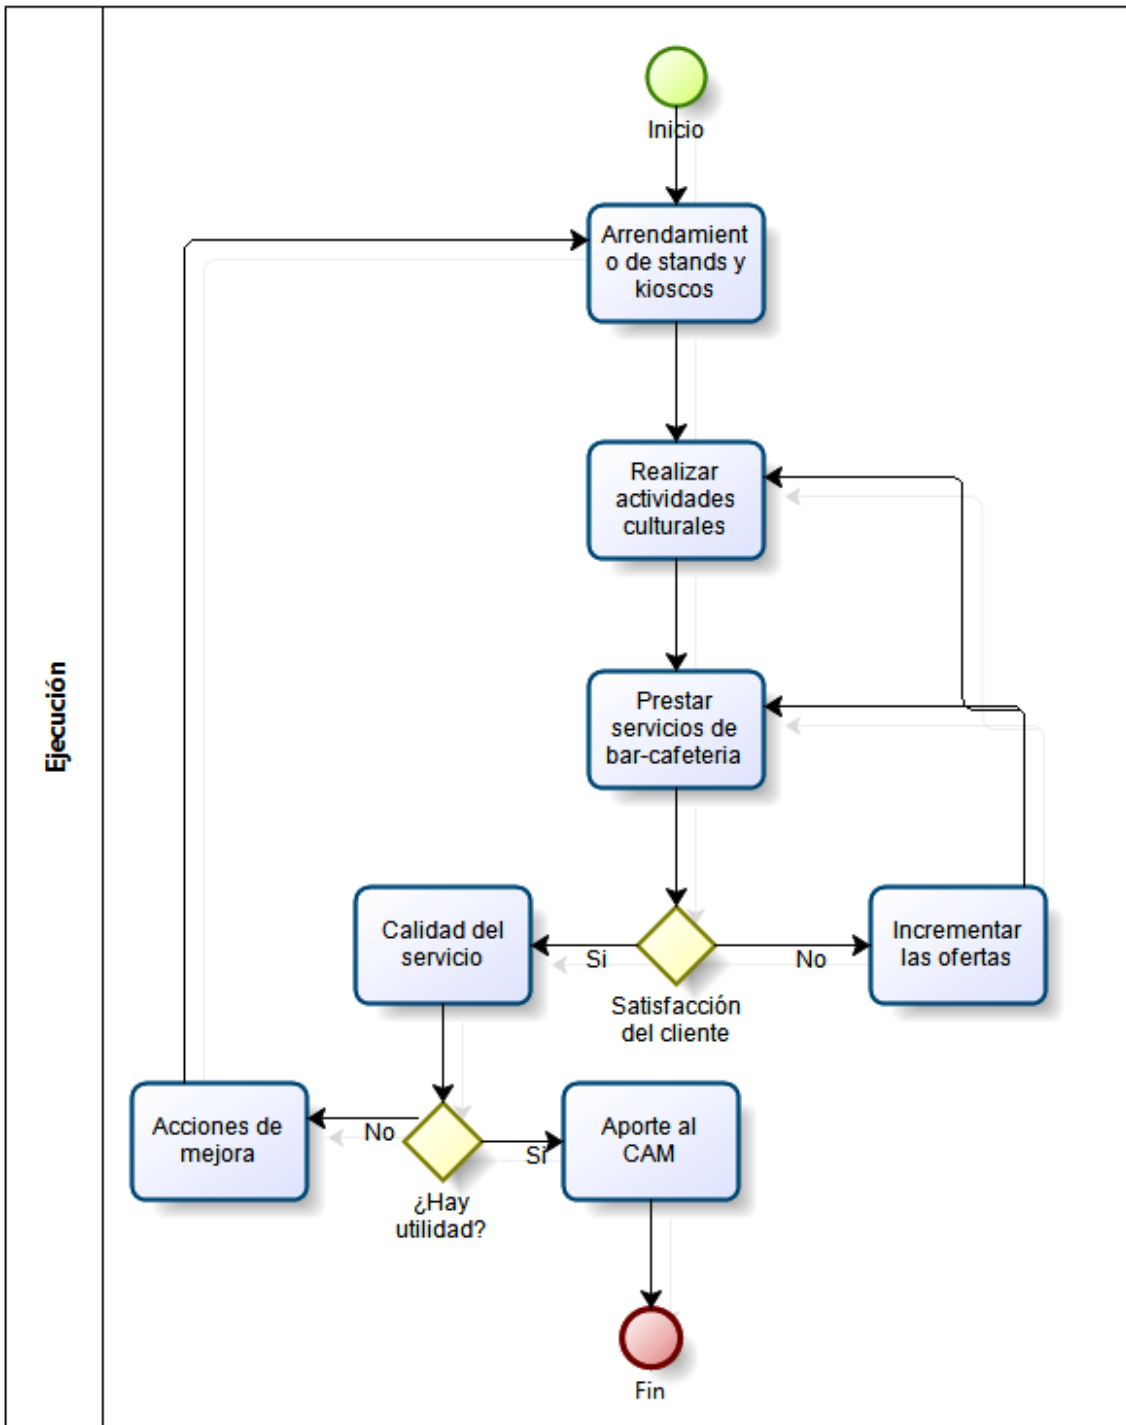 Ejecución
Inicio
Arrendamient
o de stands y
kioscos
Realizar
actividades
culturales
Prestar
servicios de
bar-cafeteria
Calidad del
servicio
Si
No
Incrementar
las ofertas
Satisfacción
del cliente
Acciones de
mejora
No
Si
Aporte al
CAM
¿Hay
utilidad?
Fin